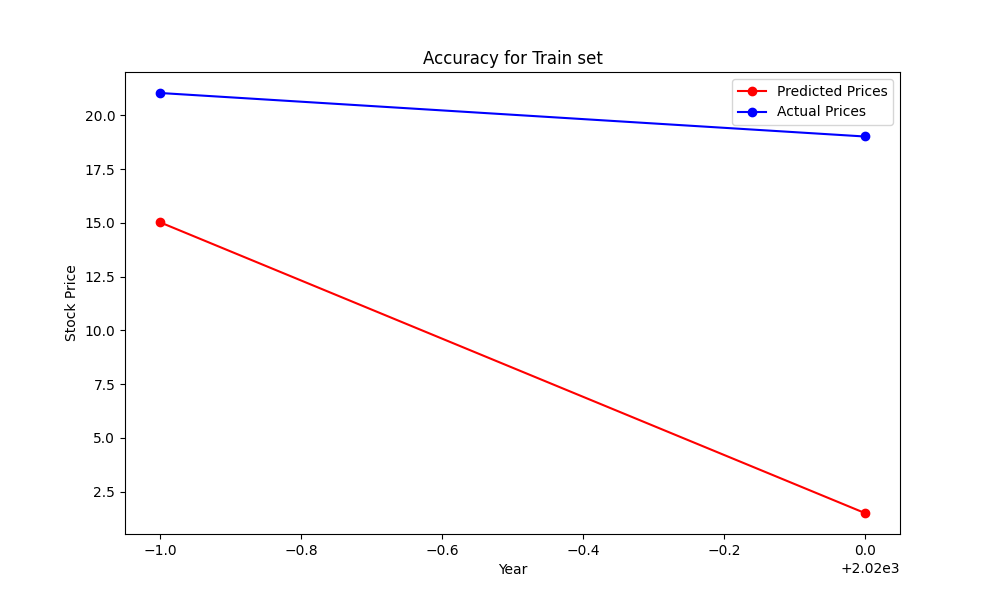 Accuracy for Train set
Predicted Prices
Actual Prices
20.0
17.5
15.0
12.5
10.0
7.5
5.0
2.5
Stock Price
−1.0
−0.8
−0.6
−0.4
−0.2
0.0
+2.02e3
Year